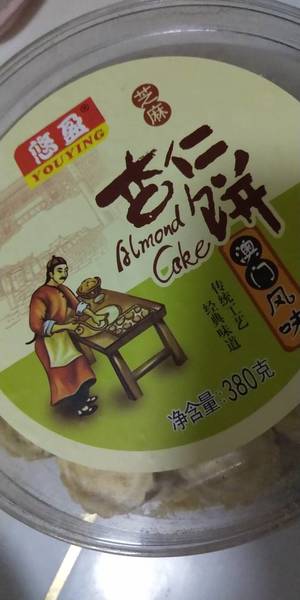 悠盈®
YOUYING
芝麻
杏仁饼
Almond
Cake
澳门风味
传统工艺
经典味道
净含量:380克